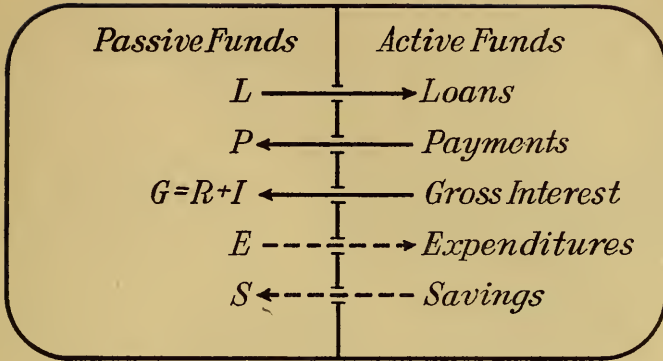 Passive Funds Active Funds
L Loans
P Payments
G=R+I Gross Interest
E Expenditures
S Savings